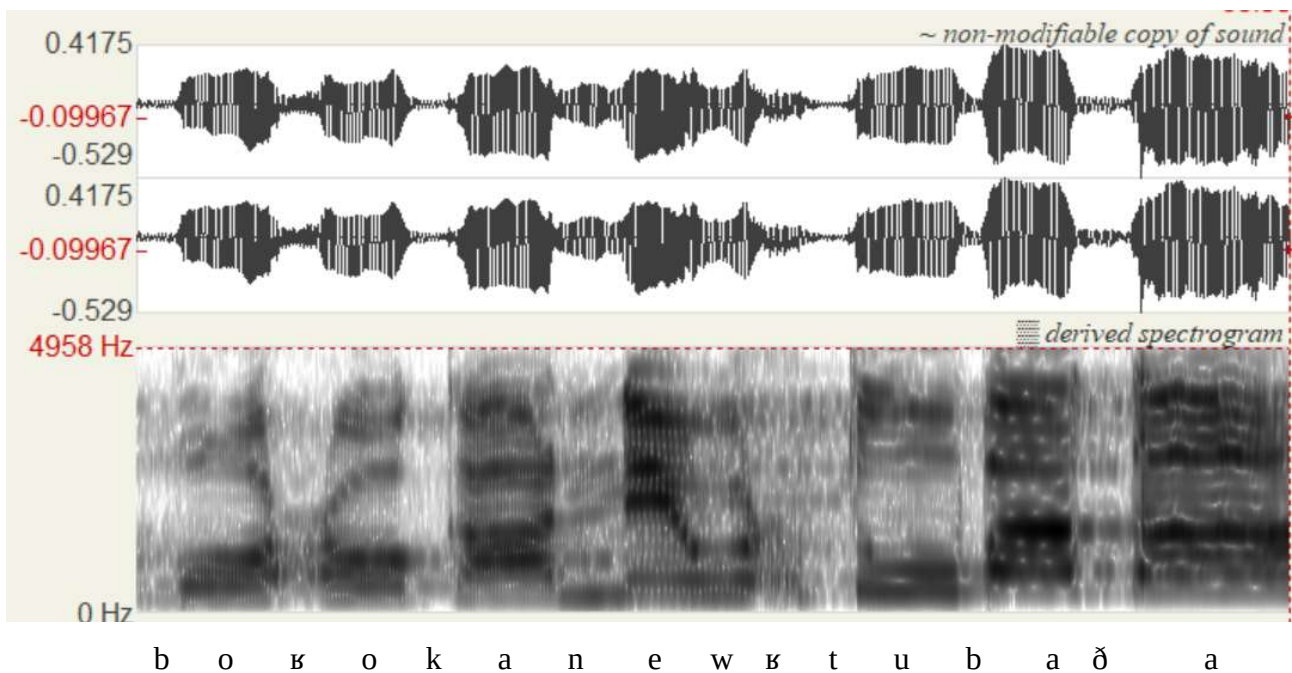 ~ non-modifiable copy of sound
0.4175
-0.09967
-0.529
0.4175
-0.09967
-0.529
derived spectrogram
4958 Hz
0 Hz
b o ʁ o k a n e w ʁ t u b a ð a